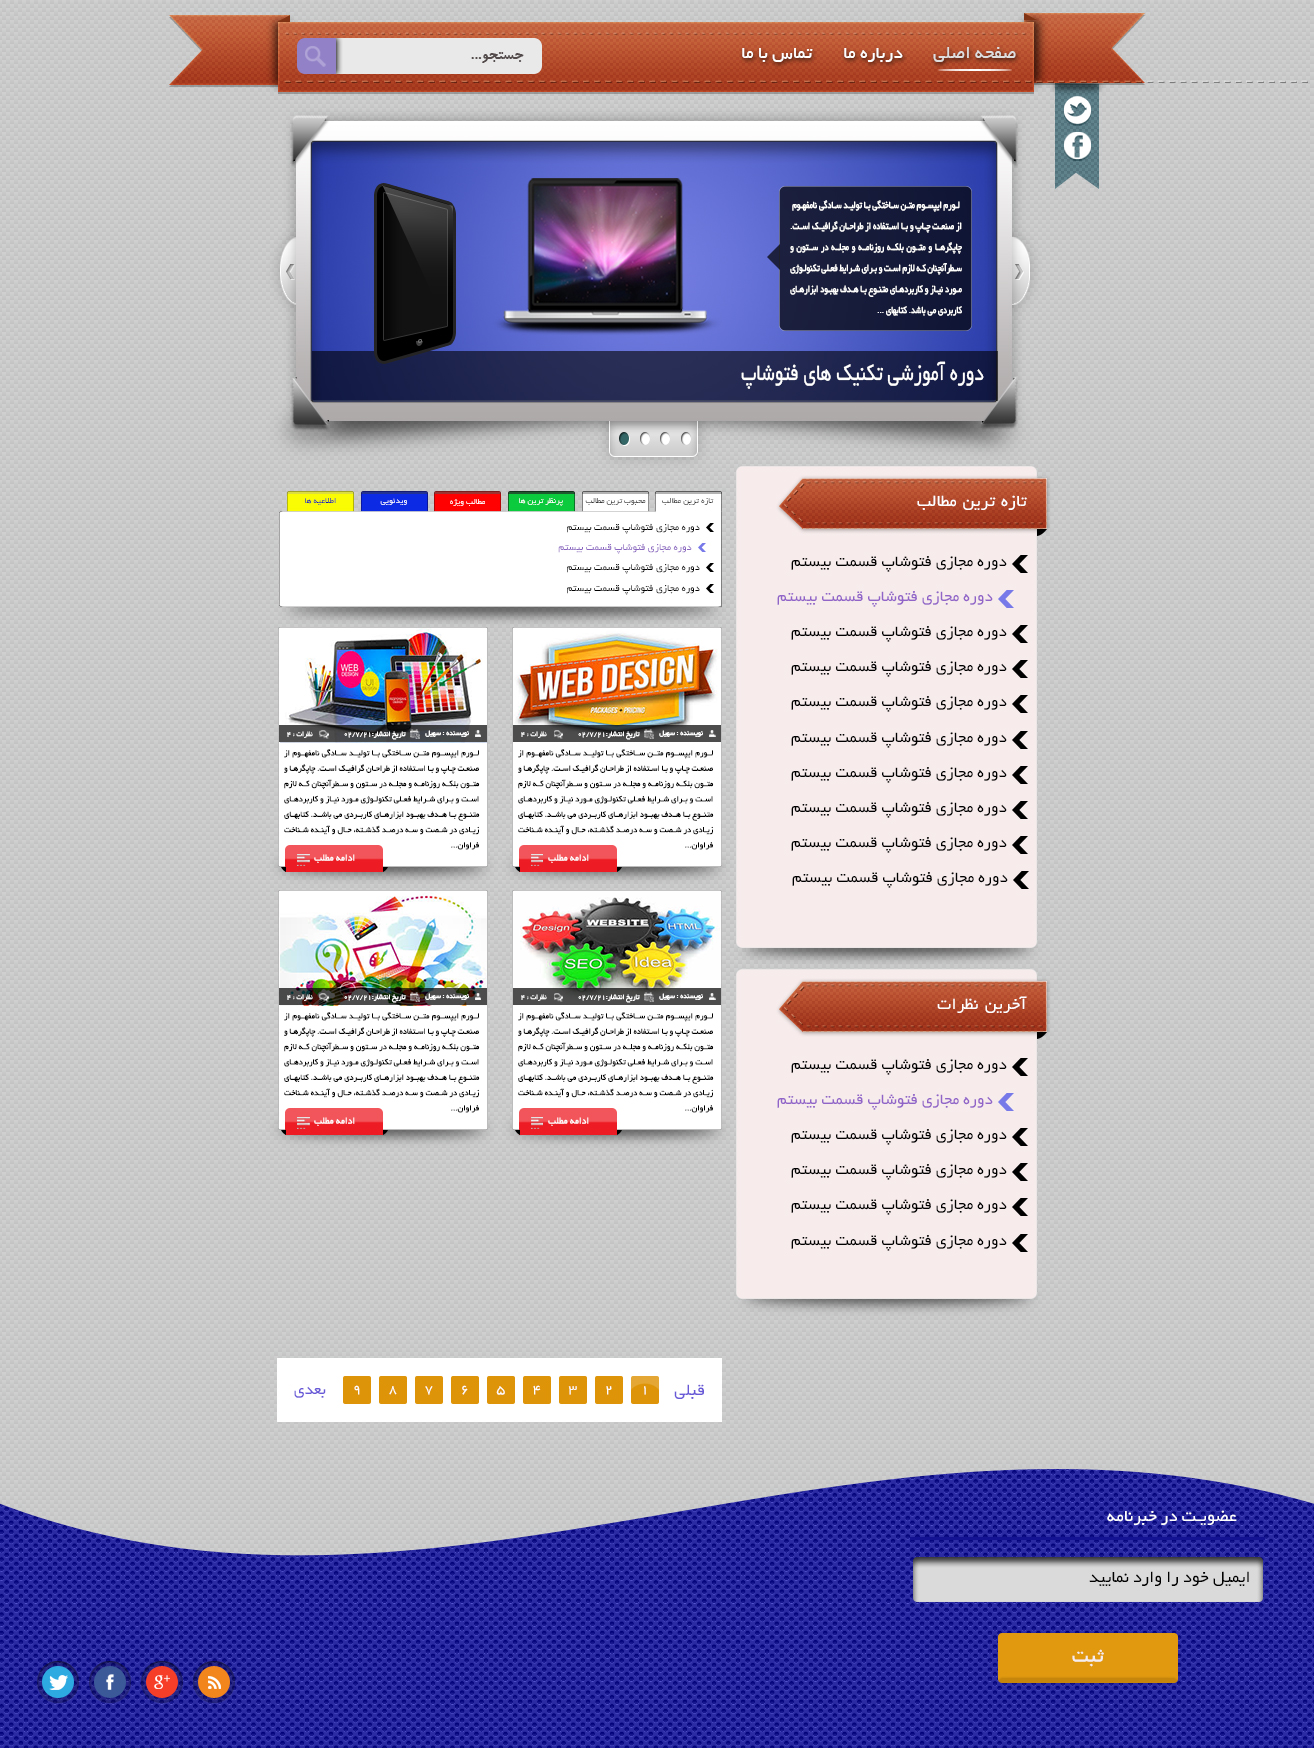 صفحه اصلی
درباره ما
تماس با ما
جستجو...
لورم ایپسوم متن ساختگی با تولید سادگی نامفهوم
از صنعت چاپ و با استفاده از طراحان گرافیک است.
چاپگرها و متون بلکه روزنامه و مجله در ستون و
سطرآنچنان که لازم است و برای شرایط فعلی تکنولوژی
مورد نیاز و کاربردهای متنوع با هدف بهبود ابزارهای
کاربردی می باشد. کتابهای ...
دوره آموزشی تکنیک های فتوشاپ
تازه ترین مطالب
محبوب ترین مطالب
پرنظر ترین ها
مطالب ویژه
ویدئویی
اطلاعیه ها
دوره مجازی فتوشاپ قسمت بیستم
دوره مجازی فتوشاپ قسمت بیستم
دوره مجازی فتوشاپ قسمت بیستم
دوره مجازی فتوشاپ قسمت بیستم
تازه ترین مطالب
دوره مجازی فتوشاپ قسمت بیستم
دوره مجازی فتوشاپ قسمت بیستم
دوره مجازی فتوشاپ قسمت بیستم
دوره مجازی فتوشاپ قسمت بیستم
دوره مجازی فتوشاپ قسمت بیستم
دوره مجازی فتوشاپ قسمت بیستم
دوره مجازی فتوشاپ قسمت بیستم
دوره مجازی فتوشاپ قسمت بیستم
دوره مجازی فتوشاپ قسمت بیستم
دوره مجازی فتوشاپ قسمت بیستم
WEB DESIGN
PACKAGES • PRICING
نویسنده : سهیل تاریخ انتشار:۰۲/۷/۲۱ نظرات : ۴
لورم ایپسوم متن ساختگی با تولید سادگی نامفهوم از
صنعت چاپ و با استفاده از طراحان گرافیک است. چاپگرها و
متون بلکه روزنامه و مجله در ستون و سطرآنچنان که لازم
است و برای شرایط فعلی تکنولوژی مورد نیاز و کاربردهای
متنوع با هدف بهبود ابزارهای کاربردی می باشد. کتابهای
زیادی در شصت و سه درصد گذشته، حال و آینده شناخت
فراوان...
ادامه مطلب
WEB
DESIGN
UI
DESIGN
نویسنده : سهیل تاریخ انتشار:۰۲/۷/۲۱ نظرات : ۴
لورم ایپسوم متن ساختگی با تولید سادگی نامفهوم از
صنعت چاپ و با استفاده از طراحان گرافیک است. چاپگرها و
متون بلکه روزنامه و مجله در ستون و سطرآنچنان که لازم
است و برای شرایط فعلی تکنولوژی مورد نیاز و کاربردهای
متنوع با هدف بهبود ابزارهای کاربردی می باشد. کتابهای
زیادی در شصت و سه درصد گذشته، حال و آینده شناخت
فراوان...
ادامه مطلب
Design
WEBSITE
HTML
SEO
Idea
نویسنده : سهیل تاریخ انتشار:۰۲/۷/۲۱ نظرات : ۴
لورم ایپسوم متن ساختگی با تولید سادگی نامفهوم از
صنعت چاپ و با استفاده از طراحان گرافیک است. چاپگرها و
متون بلکه روزنامه و مجله در ستون و سطرآنچنان که لازم
است و برای شرایط فعلی تکنولوژی مورد نیاز و کاربردهای
متنوع با هدف بهبود ابزارهای کاربردی می باشد. کتابهای
زیادی در شصت و سه درصد گذشته، حال و آینده شناخت
فراوان...
ادامه مطلب
نویسنده : سهیل تاریخ انتشار:۰۲/۷/۲۱ نظرات : ۴
لورم ایپسوم متن ساختگی با تولید سادگی نامفهوم از
صنعت چاپ و با استفاده از طراحان گرافیک است. چاپگرها و
متون بلکه روزنامه و مجله در ستون و سطرآنچنان که لازم
است و برای شرایط فعلی تکنولوژی مورد نیاز و کاربردهای
متنوع با هدف بهبود ابزارهای کاربردی می باشد. کتابهای
زیادی در شصت و سه درصد گذشته، حال و آینده شناخت
فراوان...
ادامه مطلب
آخرین نظرات
دوره مجازی فتوشاپ قسمت بیستم
دوره مجازی فتوشاپ قسمت بیستم
دوره مجازی فتوشاپ قسمت بیستم
دوره مجازی فتوشاپ قسمت بیستم
دوره مجازی فتوشاپ قسمت بیستم
دوره مجازی فتوشاپ قسمت بیستم
قبلی ۱ ۲ ۳ ۴ ۵ ۶ ۷ ۸ ۹ بعدی
عضویت در خبرنامه
ایمیل خود را وارد نمایید
ثبت